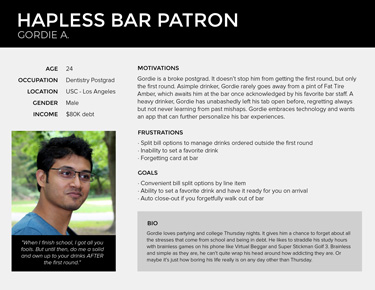 HAPLESS BAR PATRON
GORDIE A.
AGE 24
OCCUPATION Dentistry Postgrad
LOCATION USC - Los Angeles
GENDER Male
INCOME $80K debt
"When I finish school, I got all you
fools. But until then, do me a solid
and own up to your drinks AFTER
the first round."
MOTIVATIONS
Gordie is a broke postgrad. It doesn't stop him from getting the first round, but only
the first round. Asimple drinker, Gordie rarely goes away from a pint of Fat Tire
Amber, which awaits him at the bar once acknowledged by his favorite bar staff. A
heavy drinker, Gordie has unabashedly left his tab open before, regretting always
but not never learning from past mishaps. Gordie embraces technology and wants
an app that can further personalize his bar experiences.
FRUSTRATIONS
· Split bill options to manage drinks ordered outside the first round
· Inability to set a favorite drink
· Forgetting card at bar
GOALS
· Convenient bill split options by line item
· Ability to set a favorite drink and have it ready for you on arrival
· Auto close-out if you forgetfully walk out of bar
BIO
Gordie loves partying and college Thursday nights. It gives him a chance to forget about all
the stresses that come from school and being in debt. He likes to straddle his study hours
with brainless games on his phone like Virtual Beggar and Super Stickman Golf 3. Brainless
and simple as they are, he can't quite wrap his head around how addicting they are. Or
maybe it's just how boring his life really is on any day other than Thursday.